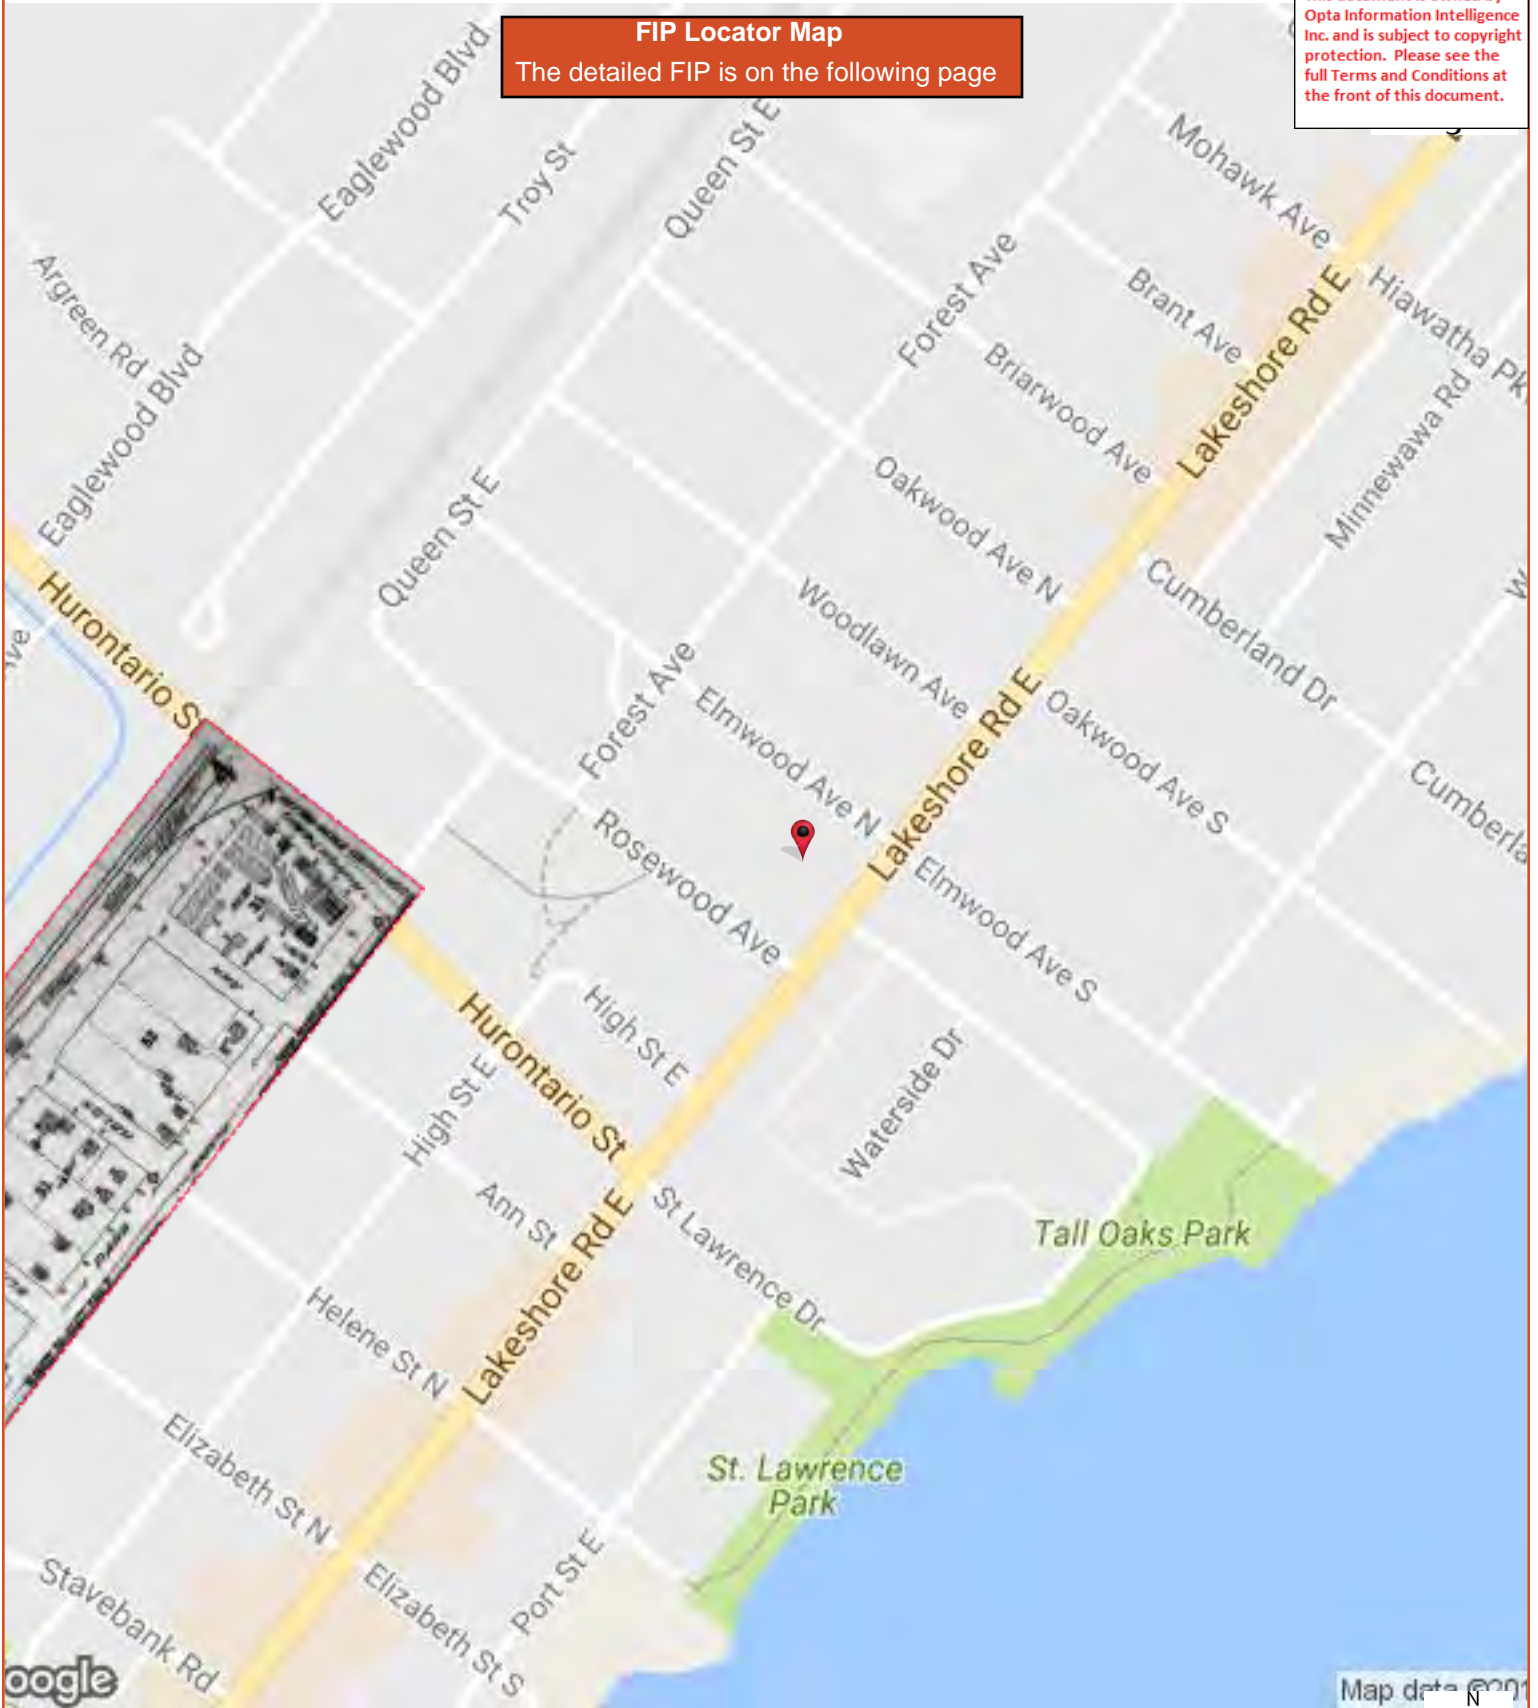 FIP Locator Map
The detailed FIP is on the following page
Opta Information Intelligence
Inc. and is subject to copyright
protection. Please see the
full Terms and Conditions at
the front of this document.
Eaglewood Blvd
Troy St
Queen St E
Mohawk Ave
Argreen Rd
Forest Ave
Brant Ave
Lakeshore Rd E
Hiawatha Pk
Eaglewood Blvd
Briarwood Ave
Minnewawa Rd
Queen St E
Oakwood Ave N
Hurontario S
Woodlawn Ave
Cumberland Dr
Forest Ave
Elmwood Ave N
Lakeshore Rd E
Oakwood Ave S
Cumberla
Rosewood Ave
Elmwood Ave S
Hurontario St
High St E
High St E
Waterside Dr
Ann St
St Lawrence Dr
Tall Oaks Park
Lakeshore Rd E
Helene St N
Elizabeth St N
St. Lawrence
Park
Port St E
Stavebank Rd
Elizabeth St S
oogle
Map data ©201
N